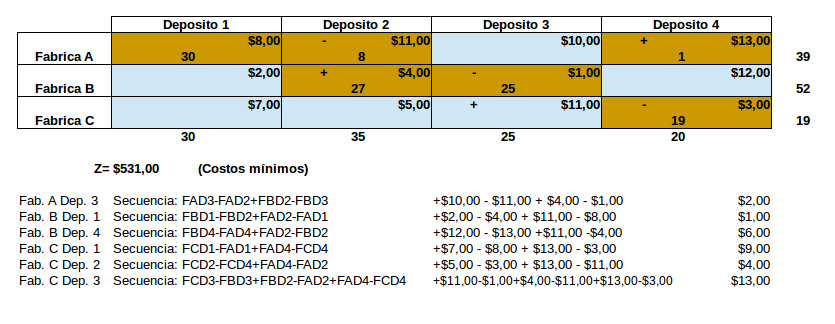 Deposito 1 Deposito 2 Deposito 3 Deposito 4
$8,00 - $11,00 $10,00 + $13,00
Fabrica A 30 8 1 39
$2,00 + $4,00 - $1,00 $12,00
Fabrica B 27 25 52
$7,00 $5,00 + $11,00 - $3,00
Fabrica C 19 19
30 35 25 20
Z= $531,00 (Costos mínimos)
Fab. A Dep. 3 Secuencia: FAD3-FAD2+FBD2-FBD3 +$10,00 - $11,00 + $4,00 - $1,00 $2,00
Fab. B Dep. 1 Secuencia: FBD1-FBD2+FAD2-FAD1 +$2,00 - $4,00 + $11,00 - $8,00 $1,00
Fab. B Dep. 4 Secuencia: FBD4-FAD4+FAD2-FBD2 +$12,00 - $13,00 +$11,00 -$4,00 $6,00
Fab. C Dep. 1 Secuencia: FCD1-FAD1+FAD4-FCD4 +$7,00 - $8,00 + $13,00 - $3,00 $9,00
Fab. C Dep. 2 Secuencia: FCD2-FCD4+FAD4-FAD2 +$5,00 - $3,00 + $13,00 - $11,00 $4,00
Fab. C Dep. 3 Secuencia: FCD3-FBD3+FBD2-FAD2+FAD4-FCD4 +$11,00-$1,00+$4,00-$11,00+$13,00-$3,00 $13,00